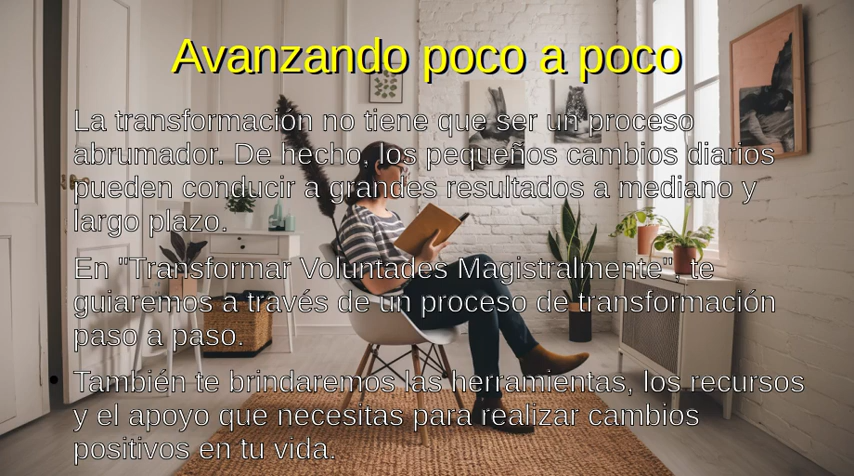 Avanzando poco a poco
La transformación no tiene que ser un proceso
abrumador. De hecho, los pequeños cambios diarios
pueden conducir a grandes resultados a mediano y
largo plazo.
En "Transformar Voluntades Magistralmente", te
guiaremos a través de un proceso de transformación
paso a paso.
También te brindaremos las herramientas, los recursos
y el apoyo que necesitas para realizar cambios
positivos en tu vida.